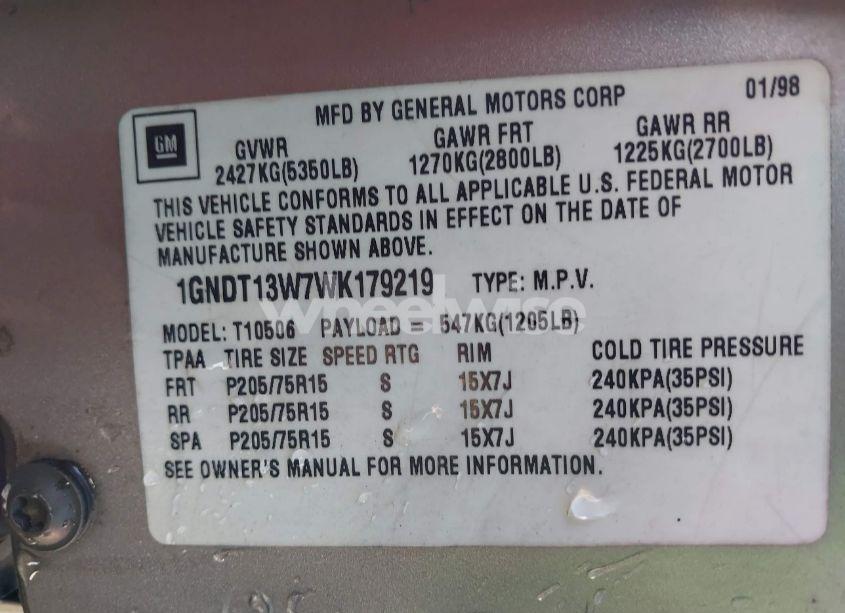 MFD BY GENERAL MOTORS CORP 01/98
GM
GVWR GAWR FRT GAWR RR
2427KG(5350LB) 1270KG(2800LB) 1225KG(2700LB)
THIS VEHICLE CONFORMS TO ALL APPLICABLE U.S. FEDERAL MOTOR
VEHICLE SAFETY STANDARDS IN EFFECT ON THE DATE OF
MANUFACTURE SHOWN ABOVE.
1GNDT13W7WK179219 TYPE: M.P.V.
wheelwise
MODEL: T10506 PAYLOAD = 547KG(1205LB)
TPAA TIRE SIZE SPEED RTG RIM COLD TIRE PRESSURE
FRT P205/75R15 S 15X7J 240KPA(35PSI)
RR P205/75R15 S 15X7J 240KPA(35PSI)
SPA P205/75R15 S 15X7J 240KPA(35PSI)
SEE OWNER'S MANUAL FOR MORE INFORMATION.